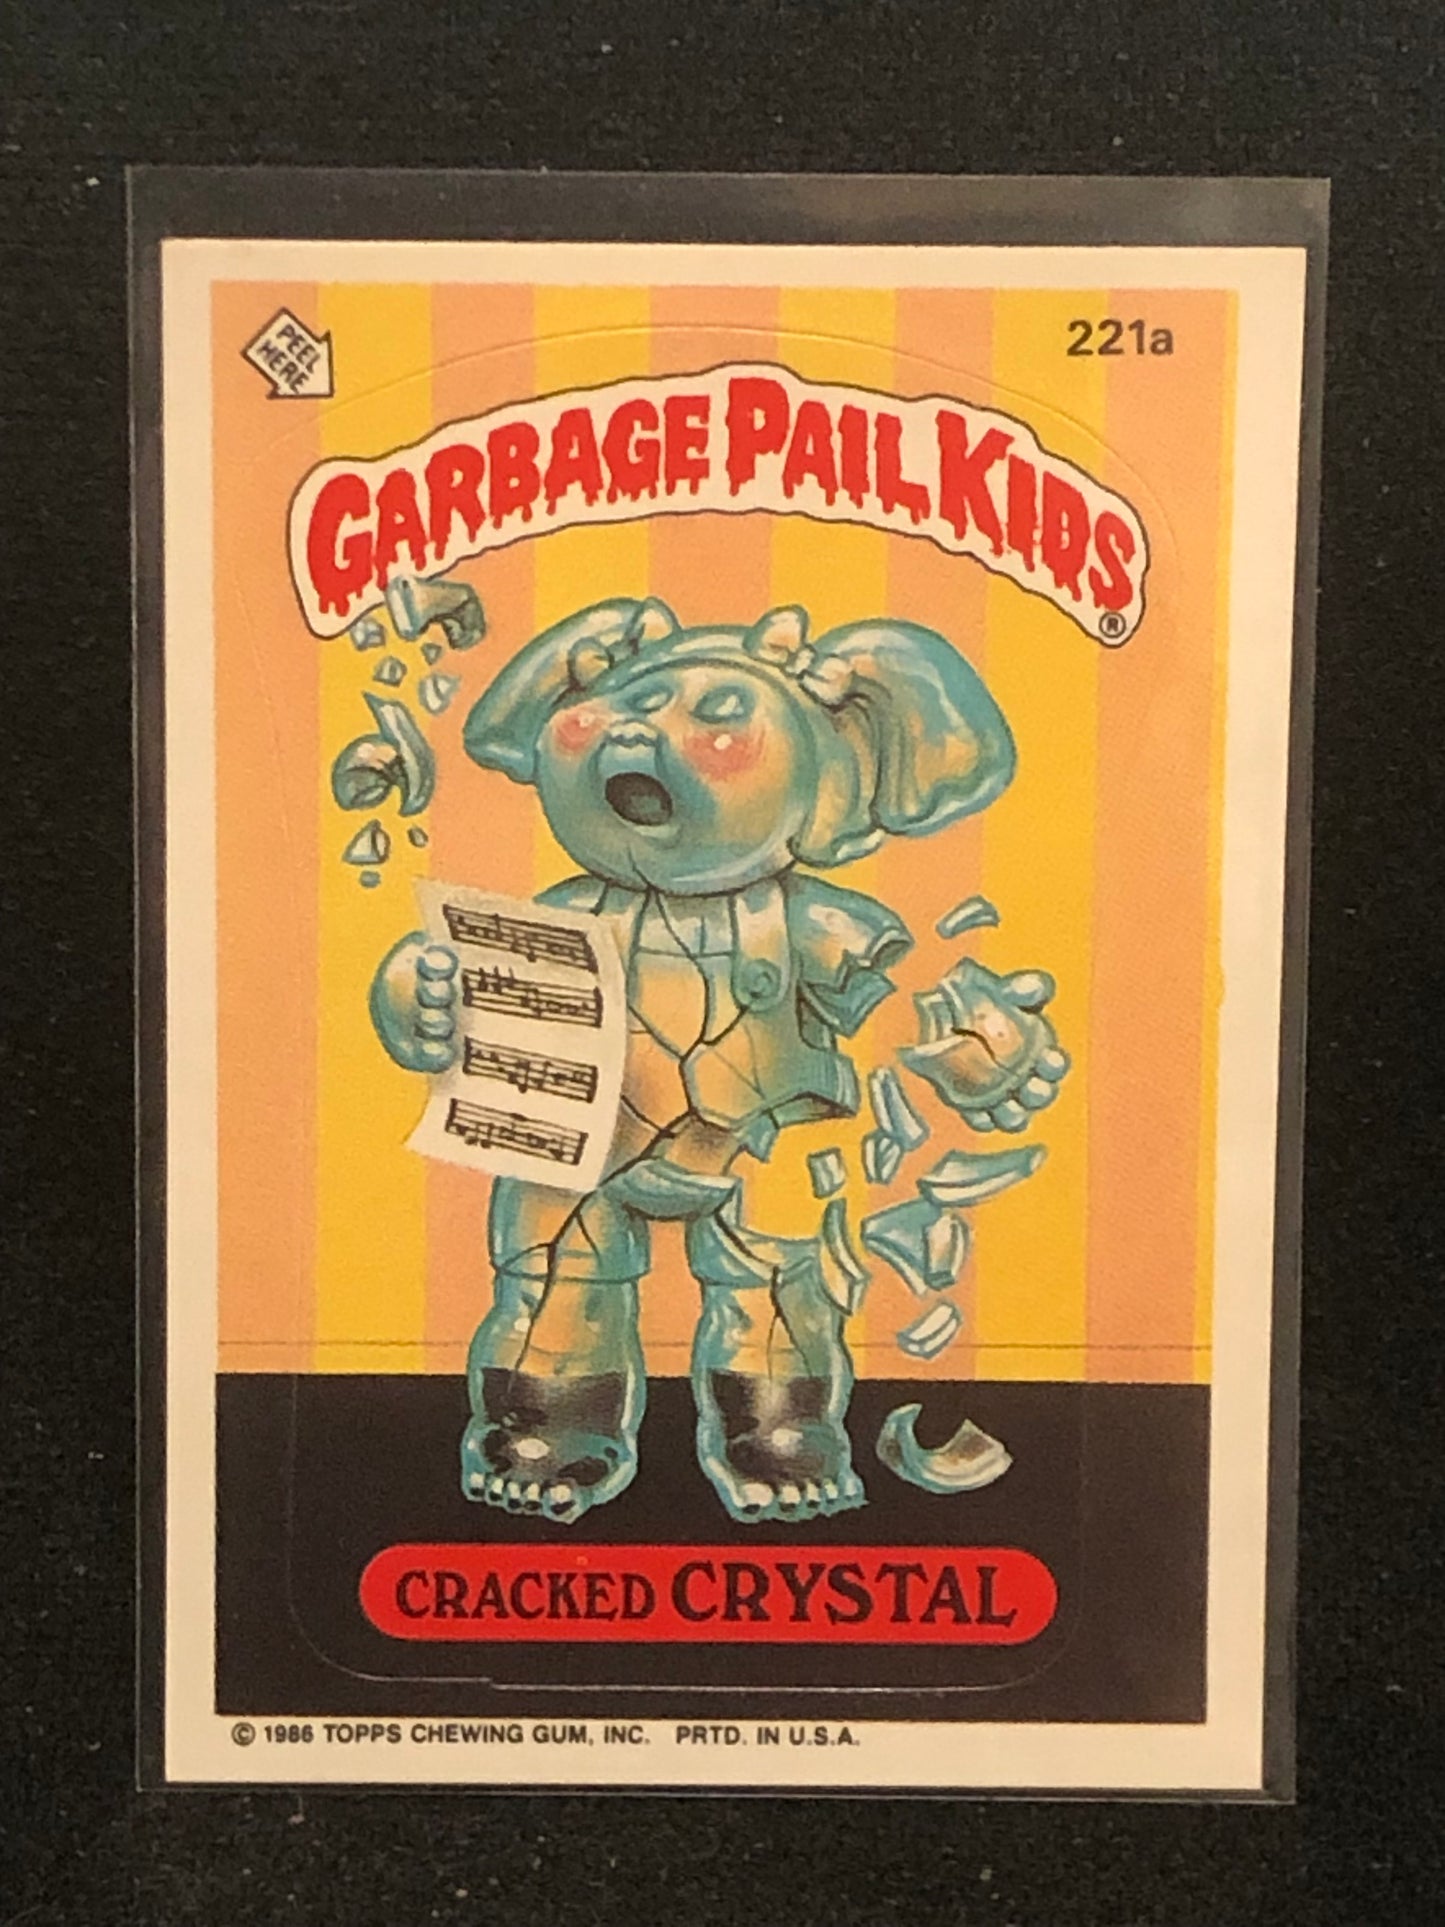 PEEL
HERE
221a
GARBAGE PAIL KIDS®
CRACKED CRYSTAL
© 1986 TOPPS CHEWING GUM, INC. PRTD. IN U.S.A.